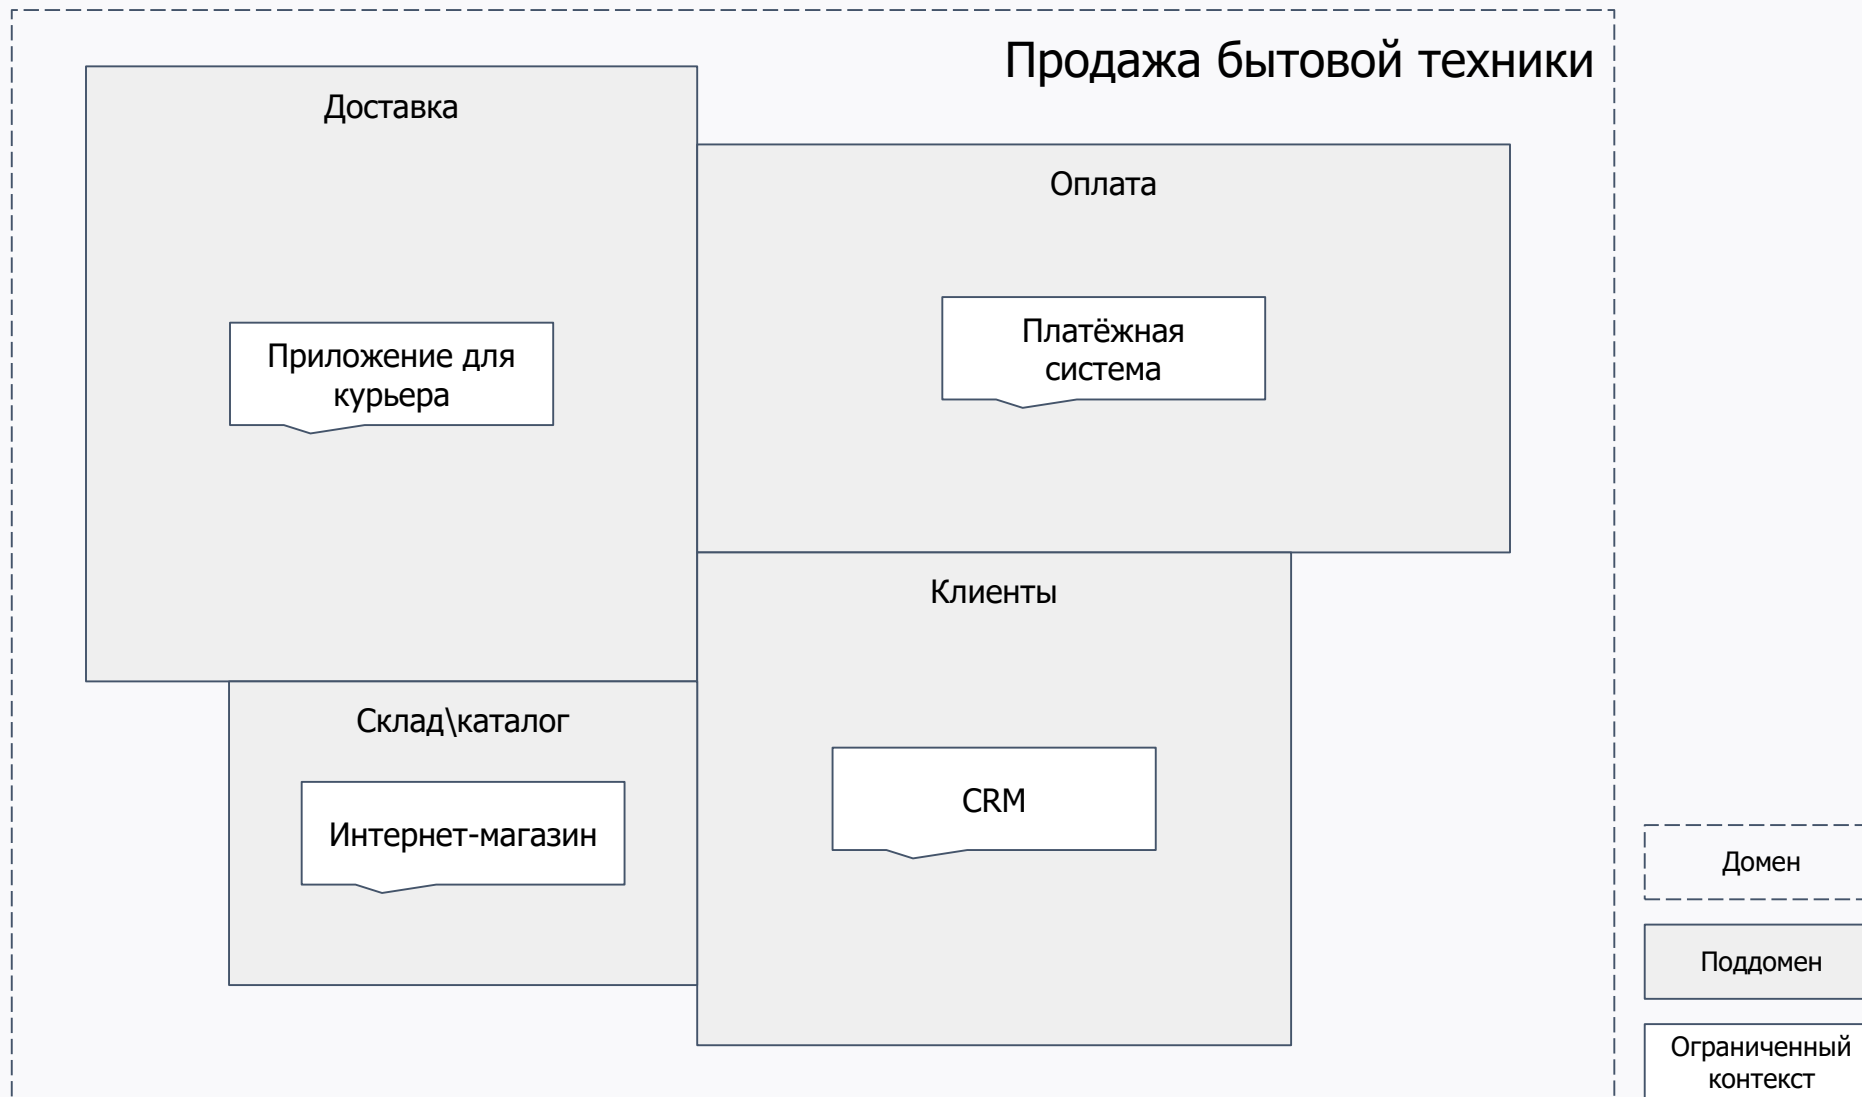 Продажа бытовой техники
Доставка
Оплата
Приложение для
курьера
Платёжная
система
Клиенты
Склад\каталог
Интернет-магазин
CRM
Домен
Поддомен
Ограниченный
контекст